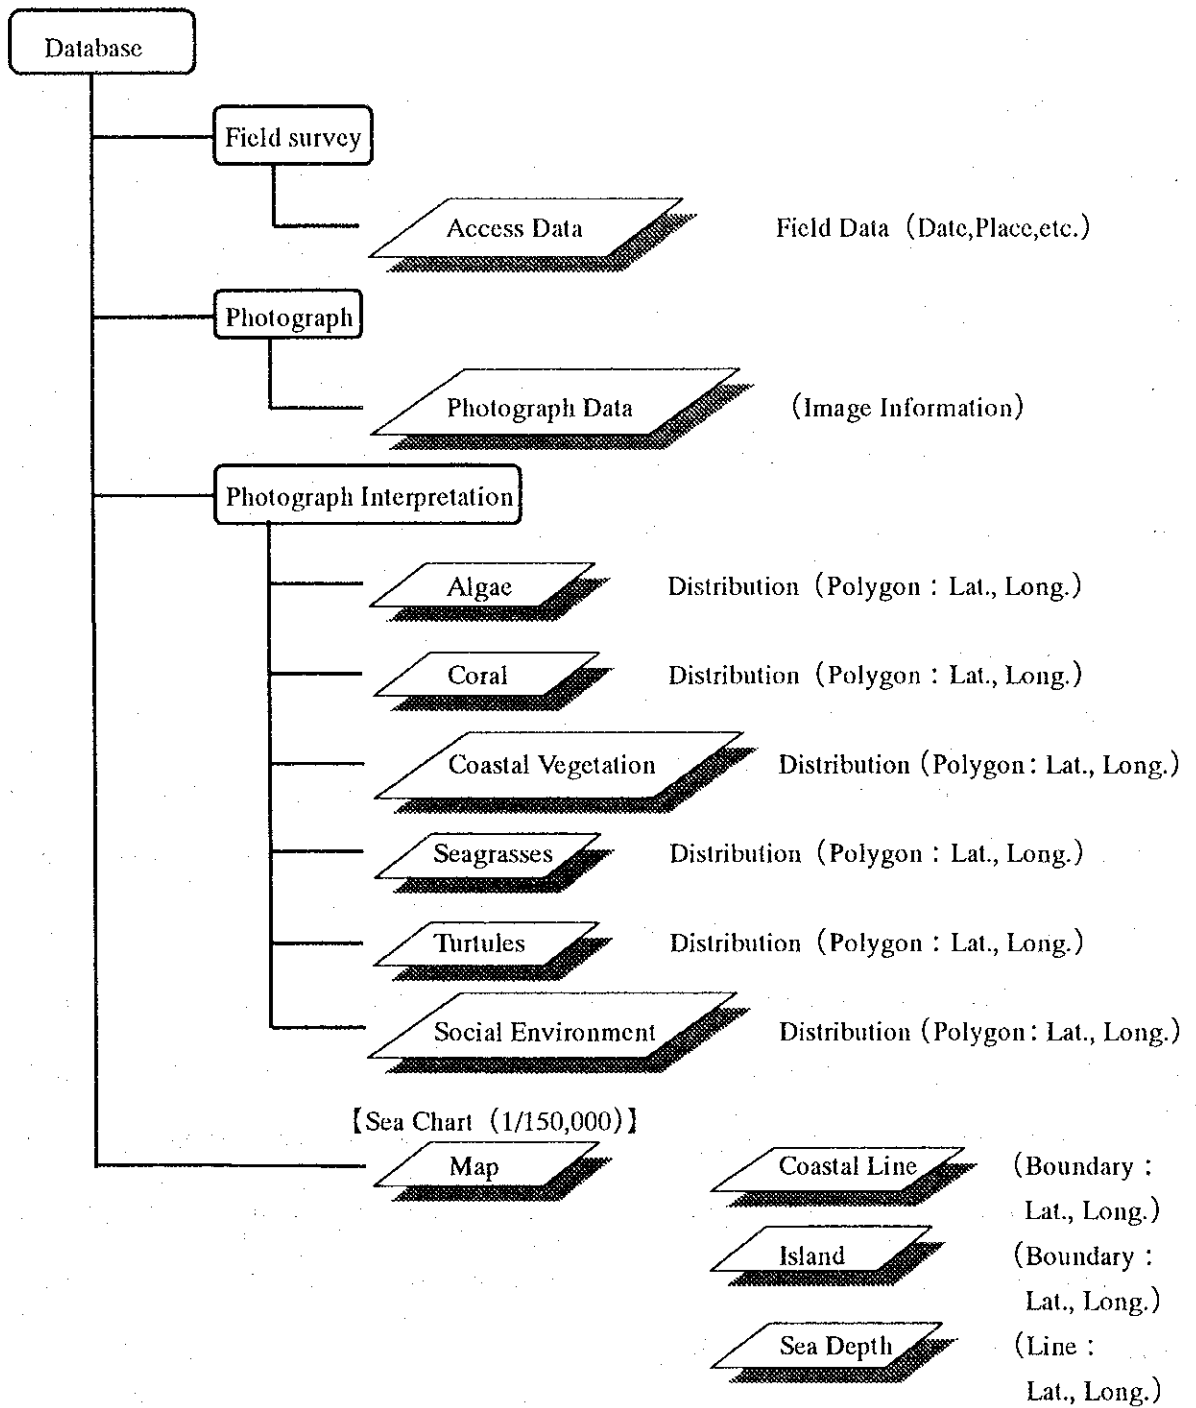 Database
Field survey
Access Data Field Data (Date,Place,etc.)
Photograph
Photograph Data (Image Information)
Photograph Interpretation
Algae Distribution (Polygon : Lat., Long.)
Coral Distribution (Polygon : Lat., Long.)
Coastal Vegetation Distribution (Polygon : Lat., Long.)
Seagrasses Distribution (Polygon : Lat., Long.)
Turtules Distribution (Polygon : Lat., Long.)
Social Environment Distribution (Polygon : Lat., Long.)
【Sea Chart (1/150,000)】
Map Coastal Line (Boundary :
Lat., Long.)
Island (Boundary :
Lat., Long.)
Sea Depth (Line :
Lat., Long.)